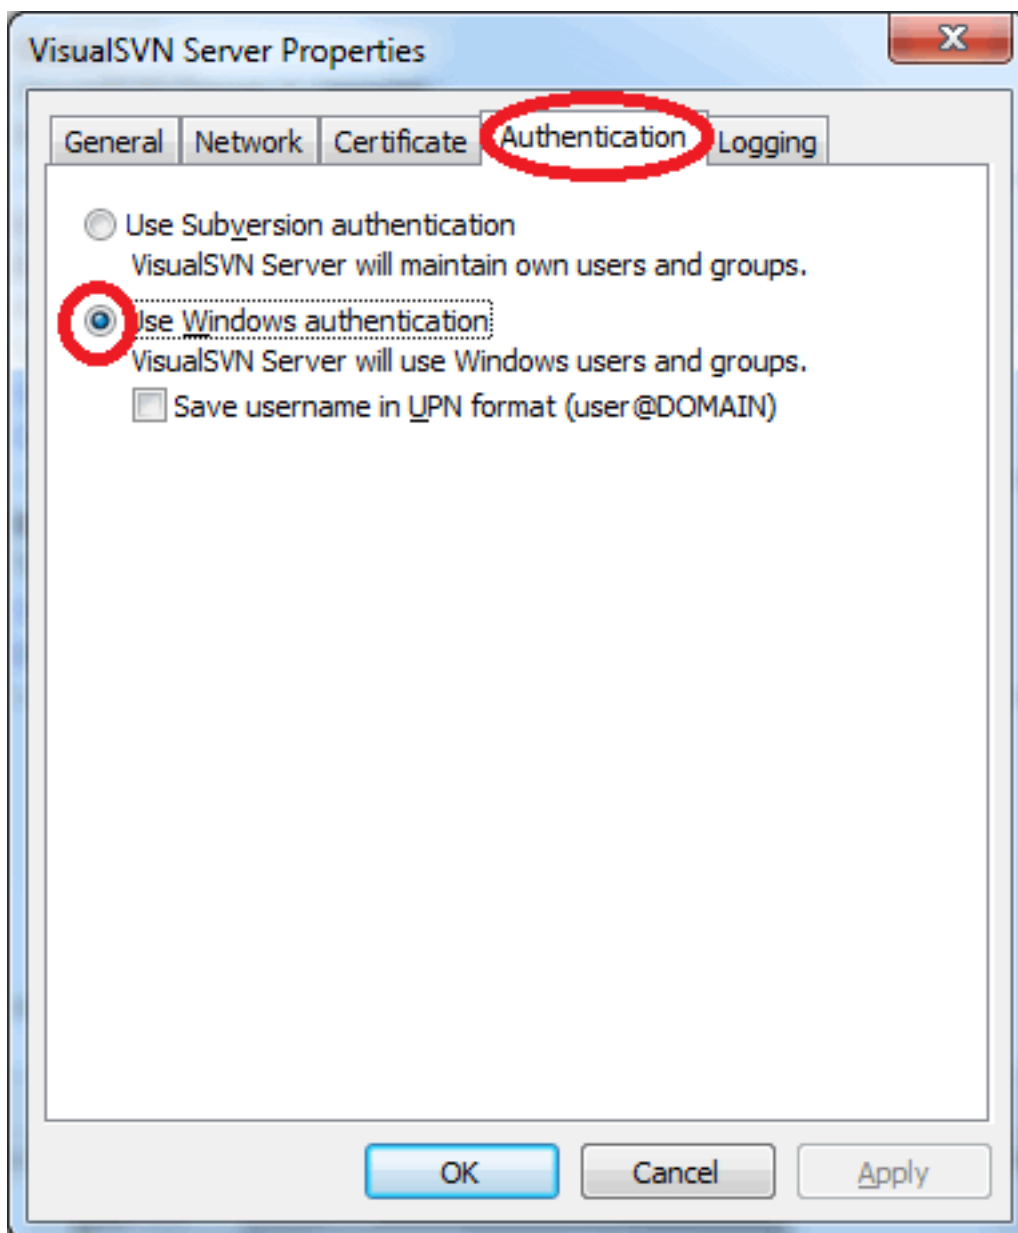 VisualSVN Server Properties
General Network Certificate Authentication Logging
Use Subversion authentication
VisualSVN Server will maintain own users and groups.
Use Windows authentication
VisualSVN Server will use Windows users and groups.
Save username in UPN format (user@DOMAIN)
OK Cancel Apply